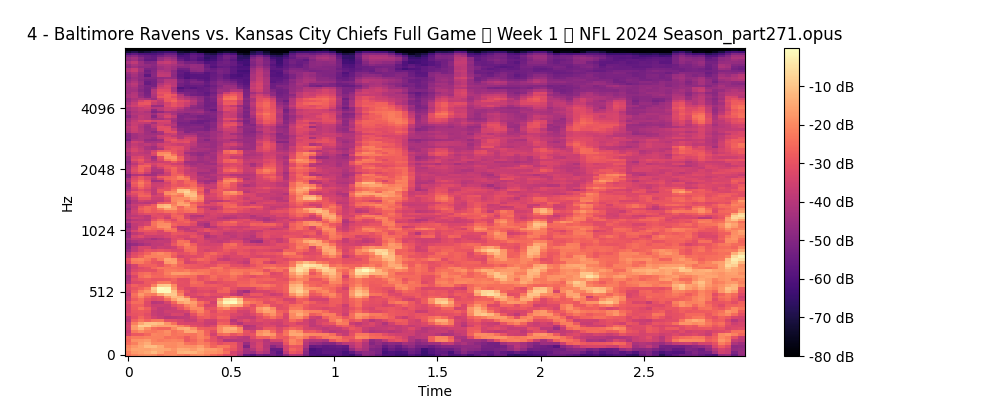 4 - Baltimore Ravens vs. Kansas City Chiefs Full Game ▯ Week 1 ▯ NFL 2024 Season_part271.opus
Hz
4096
2048
1024
512
0
0 0.5 1 1.5 2 2.5
Time
-10 dB
-20 dB
-30 dB
-40 dB
-50 dB
-60 dB
-70 dB
-80 dB